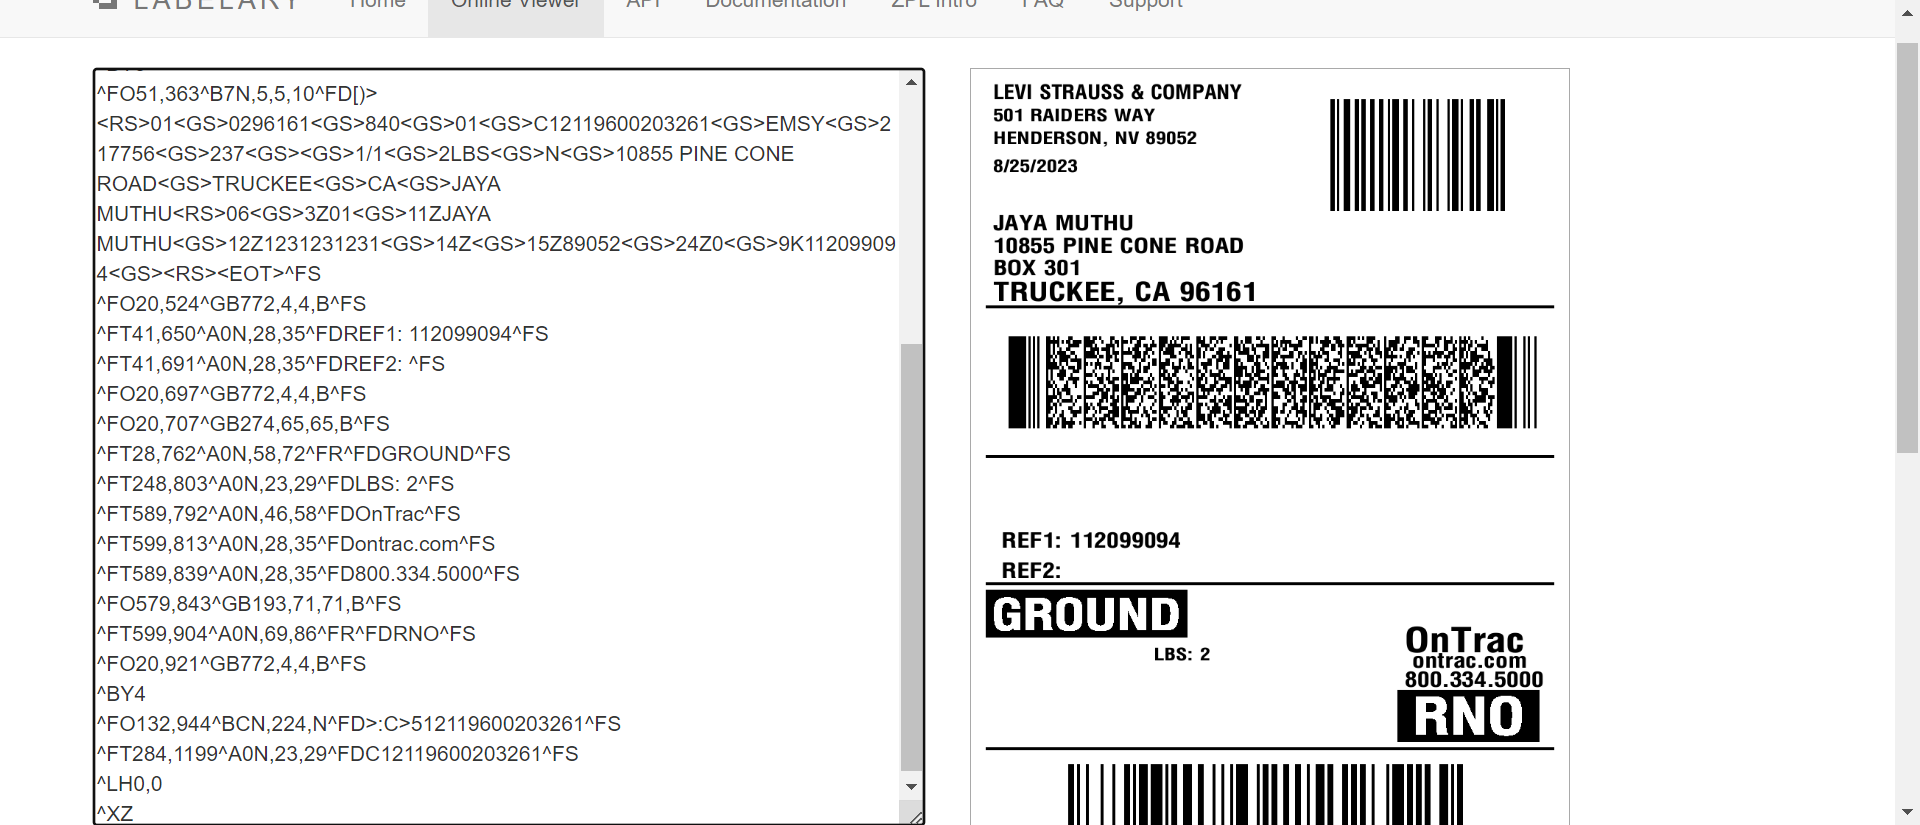 LABELARY Home Online Viewer API Documentation ZPL Intro FAQ Support
^FO51,363^B7N,5,5,10^FD[)>
<RS>01<GS>0296161<GS>840<GS>01<GS>C12119600203261<GS>EMSY<GS>2
17756<GS>237<GS><GS>1/1<GS>2LBS<GS>N<GS>10855 PINE CONE
ROAD<GS>TRUCKEE<GS>CA<GS>JAYA
MUTHU<RS>06<GS>3Z01<GS>11ZJAYA
MUTHU<GS>12Z1231231231<GS>14Z<GS>15Z89052<GS>24Z0<GS>9K11209909
4<GS><RS><EOT>^FS
^FO20,524^GB772,4,4,B^FS
^FT41,650^A0N,28,35^FDREF1: 112099094^FS
^FT41,691^A0N,28,35^FDREF2: ^FS
^FO20,697^GB772,4,4,B^FS
^FO20,707^GB274,65,65,B^FS
^FT28,762^A0N,58,72^FR^FDGROUND^FS
^FT248,803^A0N,23,29^FDLBS: 2^FS
^FT589,792^A0N,46,58^FDOnTrac^FS
^FT599,813^A0N,28,35^FDontrac.com^FS
^FT589,839^A0N,28,35^FD800.334.5000^FS
^FO579,843^GB193,71,71,B^FS
^FT599,904^A0N,69,86^FR^FDRNO^FS
^FO20,921^GB772,4,4,B^FS
^BY4
^FO132,944^BCN,224,N^FD>:C>512119600203261^FS
^FT284,1199^A0N,23,29^FDC12119600203261^FS
^LH0,0
^XZ
LEVI STRAUSS & COMPANY
501 RAIDERS WAY
HENDERSON, NV 89052
8/25/2023
JAYA MUTHU
10855 PINE CONE ROAD
BOX 301
TRUCKEE, CA 96161
REF1: 112099094
REF2:
GROUND
LBS: 2
OnTrac
ontrac.com
800.334.5000
RNO